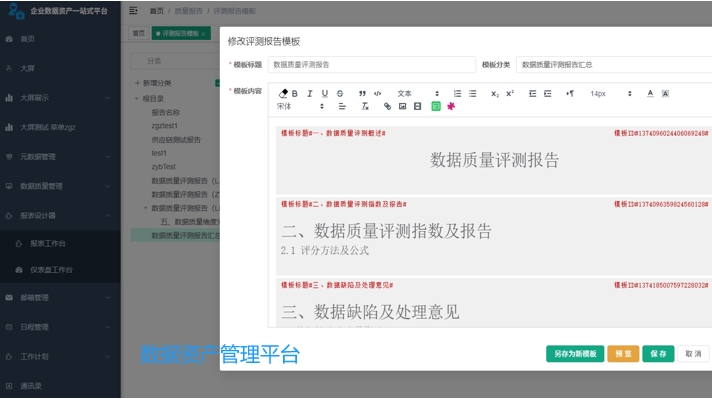 企业数据资产一站式平台
首页 / 质量报告 / 评测报告模板
首页
评测报告模板 ×
首页
大屏
大屏展示
大屏测试 菜单zgz
元数据管理
数据质量管理
报表设计器
报表工作台
仪表盘工作台
邮箱管理
日程管理
工作计划
通讯录
分类
+ 新增分类
根目录
报告名称
zgztest1
供应链测试报告
test1
zybTest
数据质量评测报告（LI
数据质量评测报告（Z
数据质量评测报告（LI
五、数据质量维度
数据质量评测报告汇总
修改评测报告模板
* 模板标题 数据质量评测报告
模板分类 数据质量评测报告汇总
* 模板内容
文本
14px
宋体
模板标题#一、数据质量评测概述# 模板ID#1374096024406069248#
数据质量评测报告
模板标题#二、数据质量评测指数及报告# 模板ID#1374096359824560128#
二、数据质量评测指数及报告
2.1 评分方法及公式
模板标题#三、数据缺陷及处理意见# 模板ID#1374185007597228032#
三、数据缺陷及处理意见
另存为新模板 预 览 保 存 取 消
数据资产管理平台